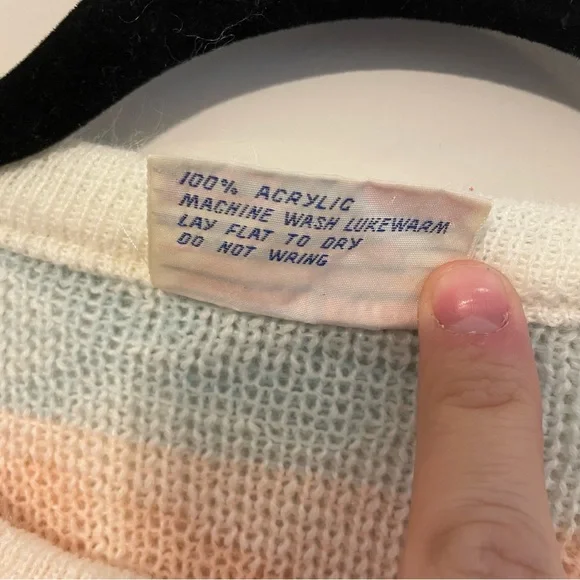 100% ACRYLIC
MACHINE WASH LUKEWARM
LAY FLAT TO DRY
DO NOT WRING